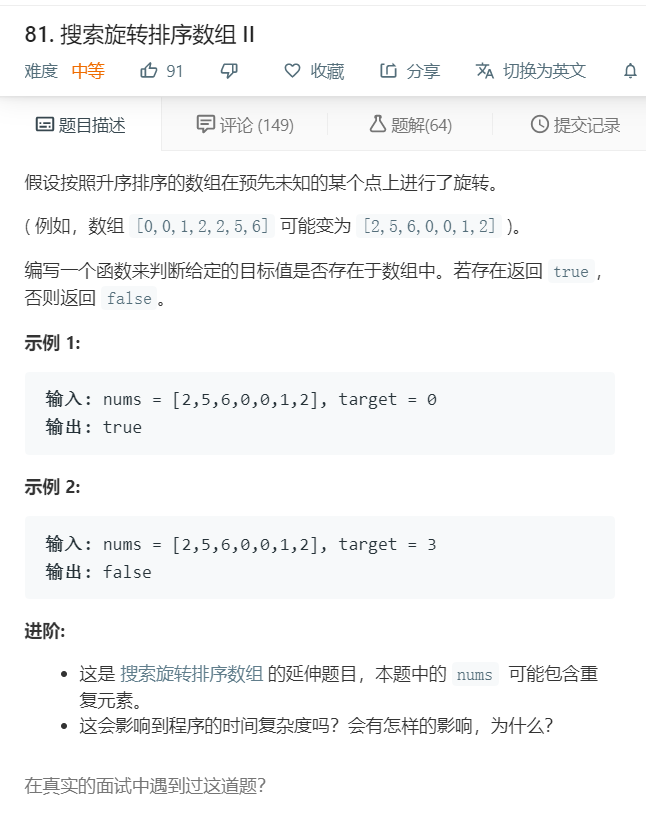 81. 搜索旋转排序数组 II
难度 中等 91 收藏 分享 切换为英文
题目描述 评论 (149) 题解(64) 提交记录
假设按照升序排序的数组在预先未知的某个点上进行了旋转。
( 例如，数组 [0,0,1,2,2,5,6] 可能变为 [2,5,6,0,0,1,2] )。
编写一个函数来判断给定的目标值是否存在于数组中。若存在返回 true，
否则返回 false。
示例 1:
输入: nums = [2,5,6,0,0,1,2], target = 0
输出: true
示例 2:
输入: nums = [2,5,6,0,0,1,2], target = 3
输出: false
进阶:
• 这是 搜索旋转排序数组 的延伸题目，本题中的 nums 可能包含重
复元素。
• 这会影响到程序的时间复杂度吗？会有怎样的影响，为什么？
在真实的面试中遇到过这道题？